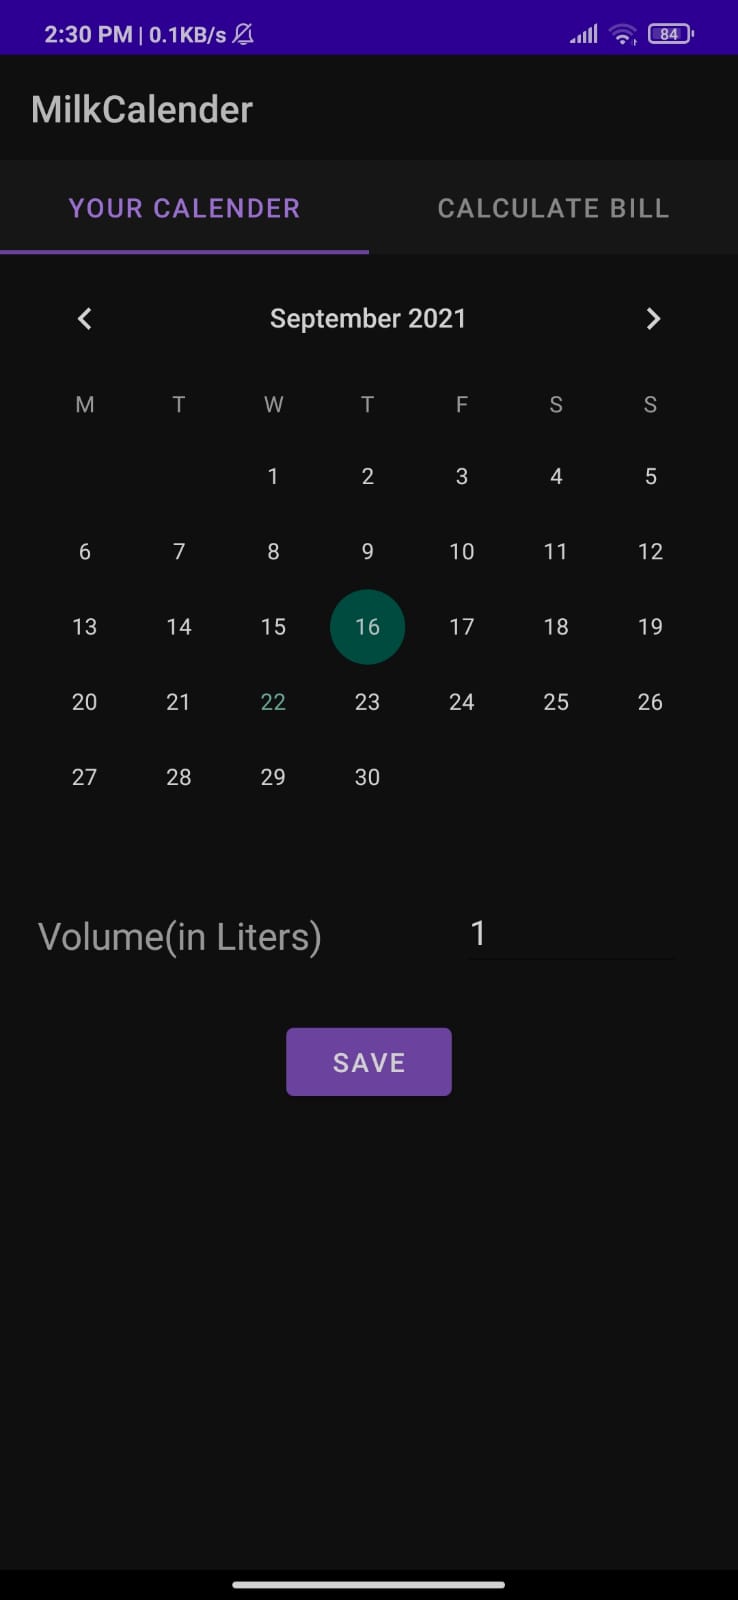 2:30 PM | 0.1KB/s 84
MilkCalender
YOUR CALENDER CALCULATE BILL
September 2021
M T W T F S S
1 2 3 4 5
6 7 8 9 10 11 12
13 14 15 16 17 18 19
20 21 22 23 24 25 26
27 28 29 30
Volume(in Liters) 1
SAVE